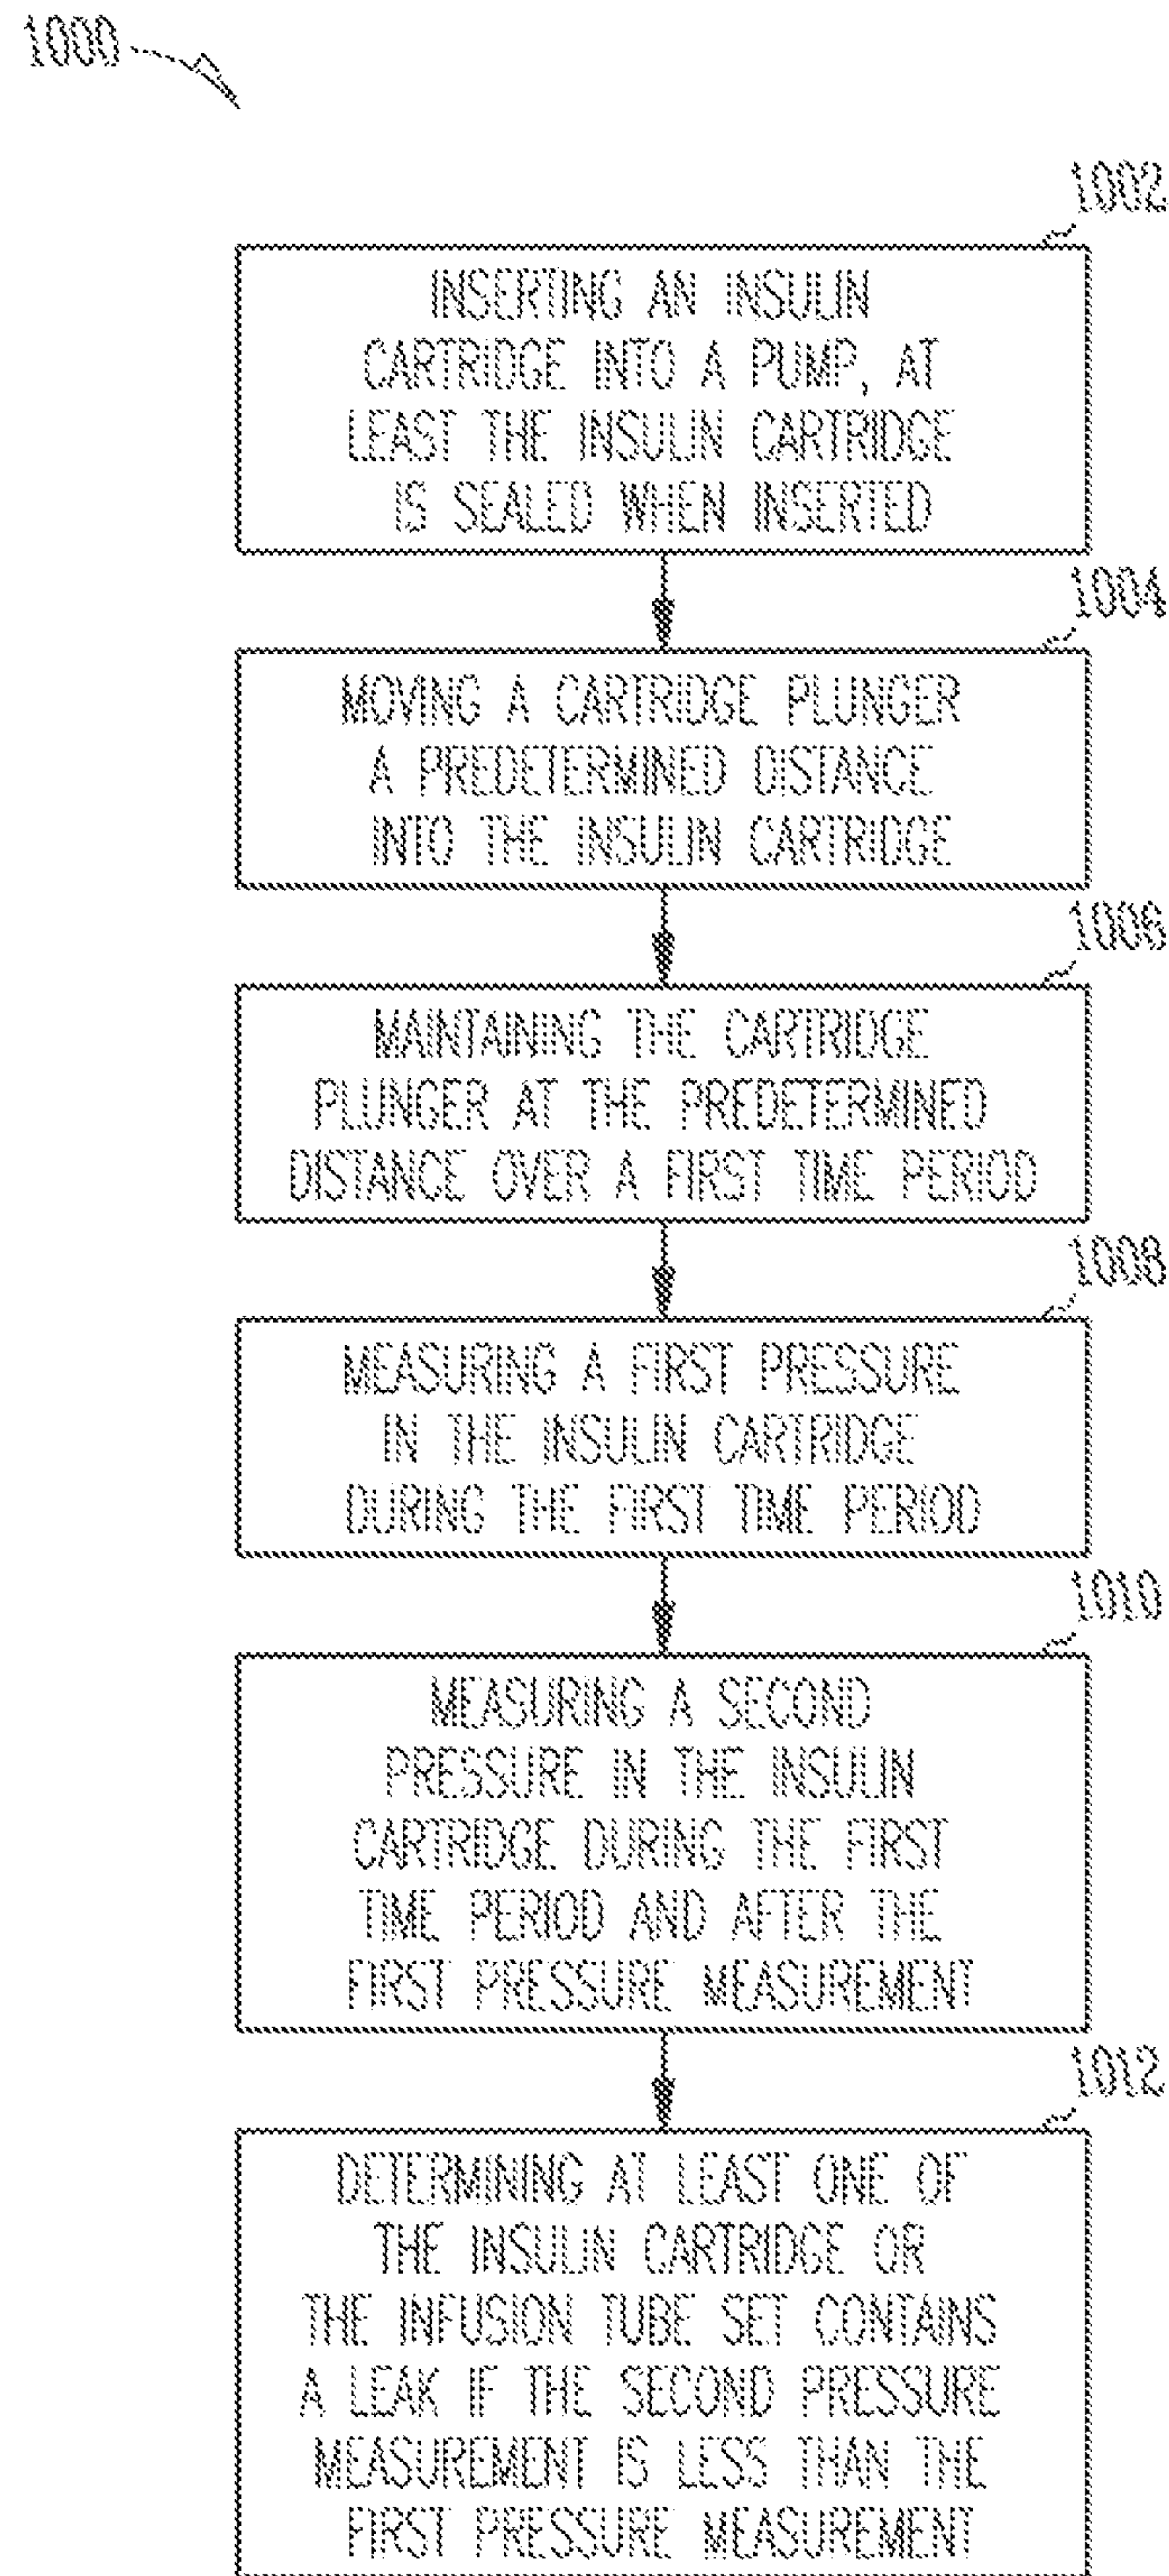 1000
1002
INSERTING AN INSULIN
CARTRIDGE INTO A PUMP, AT
LEAST THE INSULIN CARTRIDGE
IS SEALED WHEN INSERTED
1004
MOVING A CARTRIDGE PLUNGER
A PREDETERMINED DISTANCE
INTO THE INSULIN CARTRIDGE
1006
MAINTAINING THE CARTRIDGE
PLUNGER AT THE PREDETERMINED
DISTANCE OVER A FIRST TIME PERIOD
1008
MEASURING A FIRST PRESSURE
IN THE INSULIN CARTRIDGE
DURING THE FIRST TIME PERIOD
1010
MEASURING A SECOND
PRESSURE IN THE INSULIN
CARTRIDGE DURING THE FIRST
TIME PERIOD AND AFTER THE
FIRST PRESSURE MEASUREMENT
1012
DETERMINING AT LEAST ONE OF
THE INSULIN CARTRIDGE OR
THE INFUSION TUBE SET CONTAINS
A LEAK IF THE SECOND PRESSURE
MEASUREMENT IS LESS THAN THE
FIRST PRESSURE MEASUREMENT